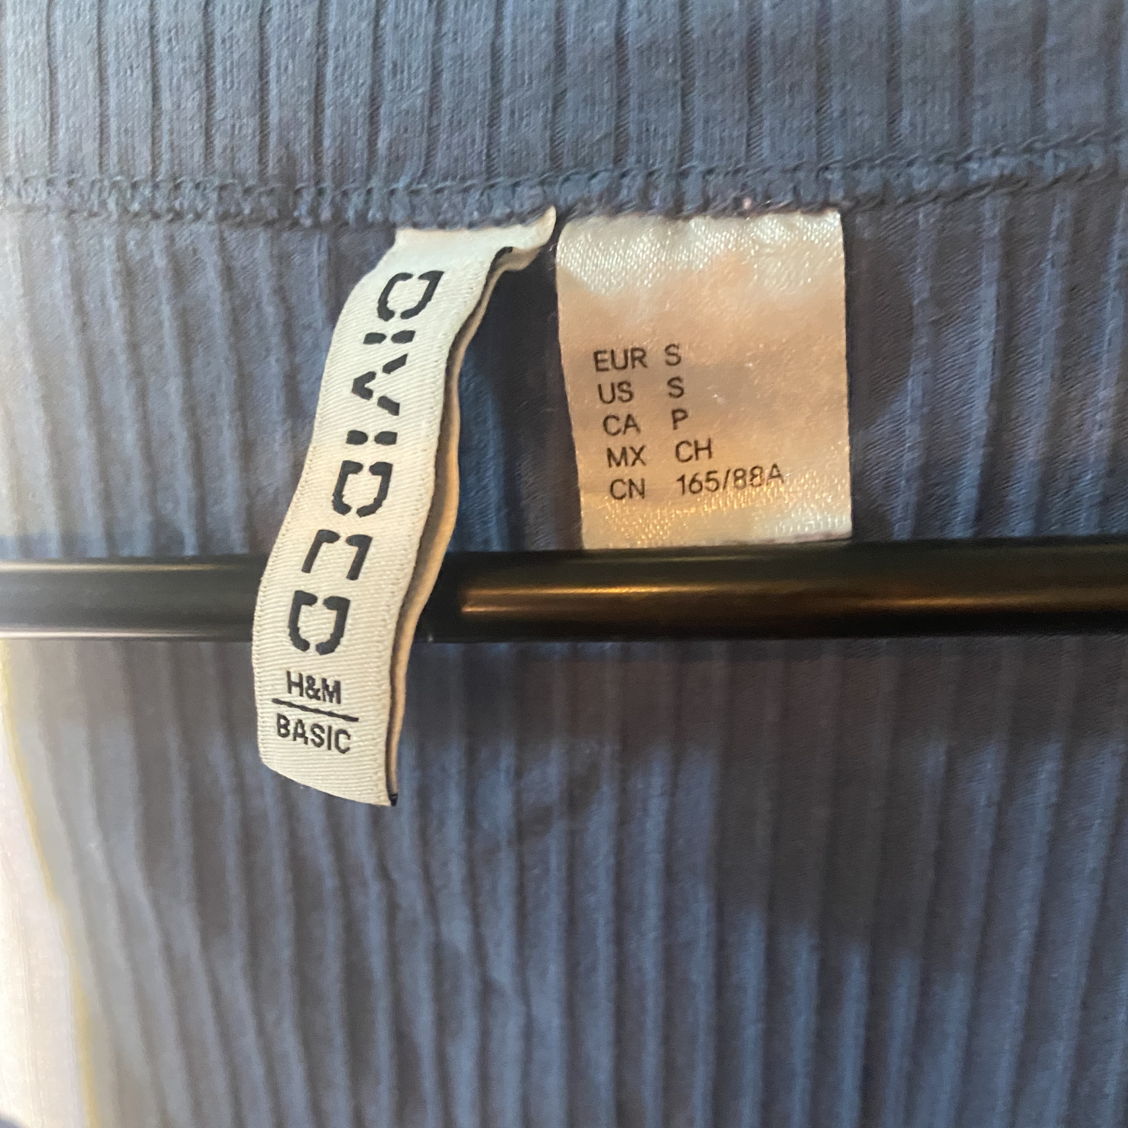 DIVIDED
H&M
BASIC
EUR S
US S
CA P
MX CH
CN 165/88A